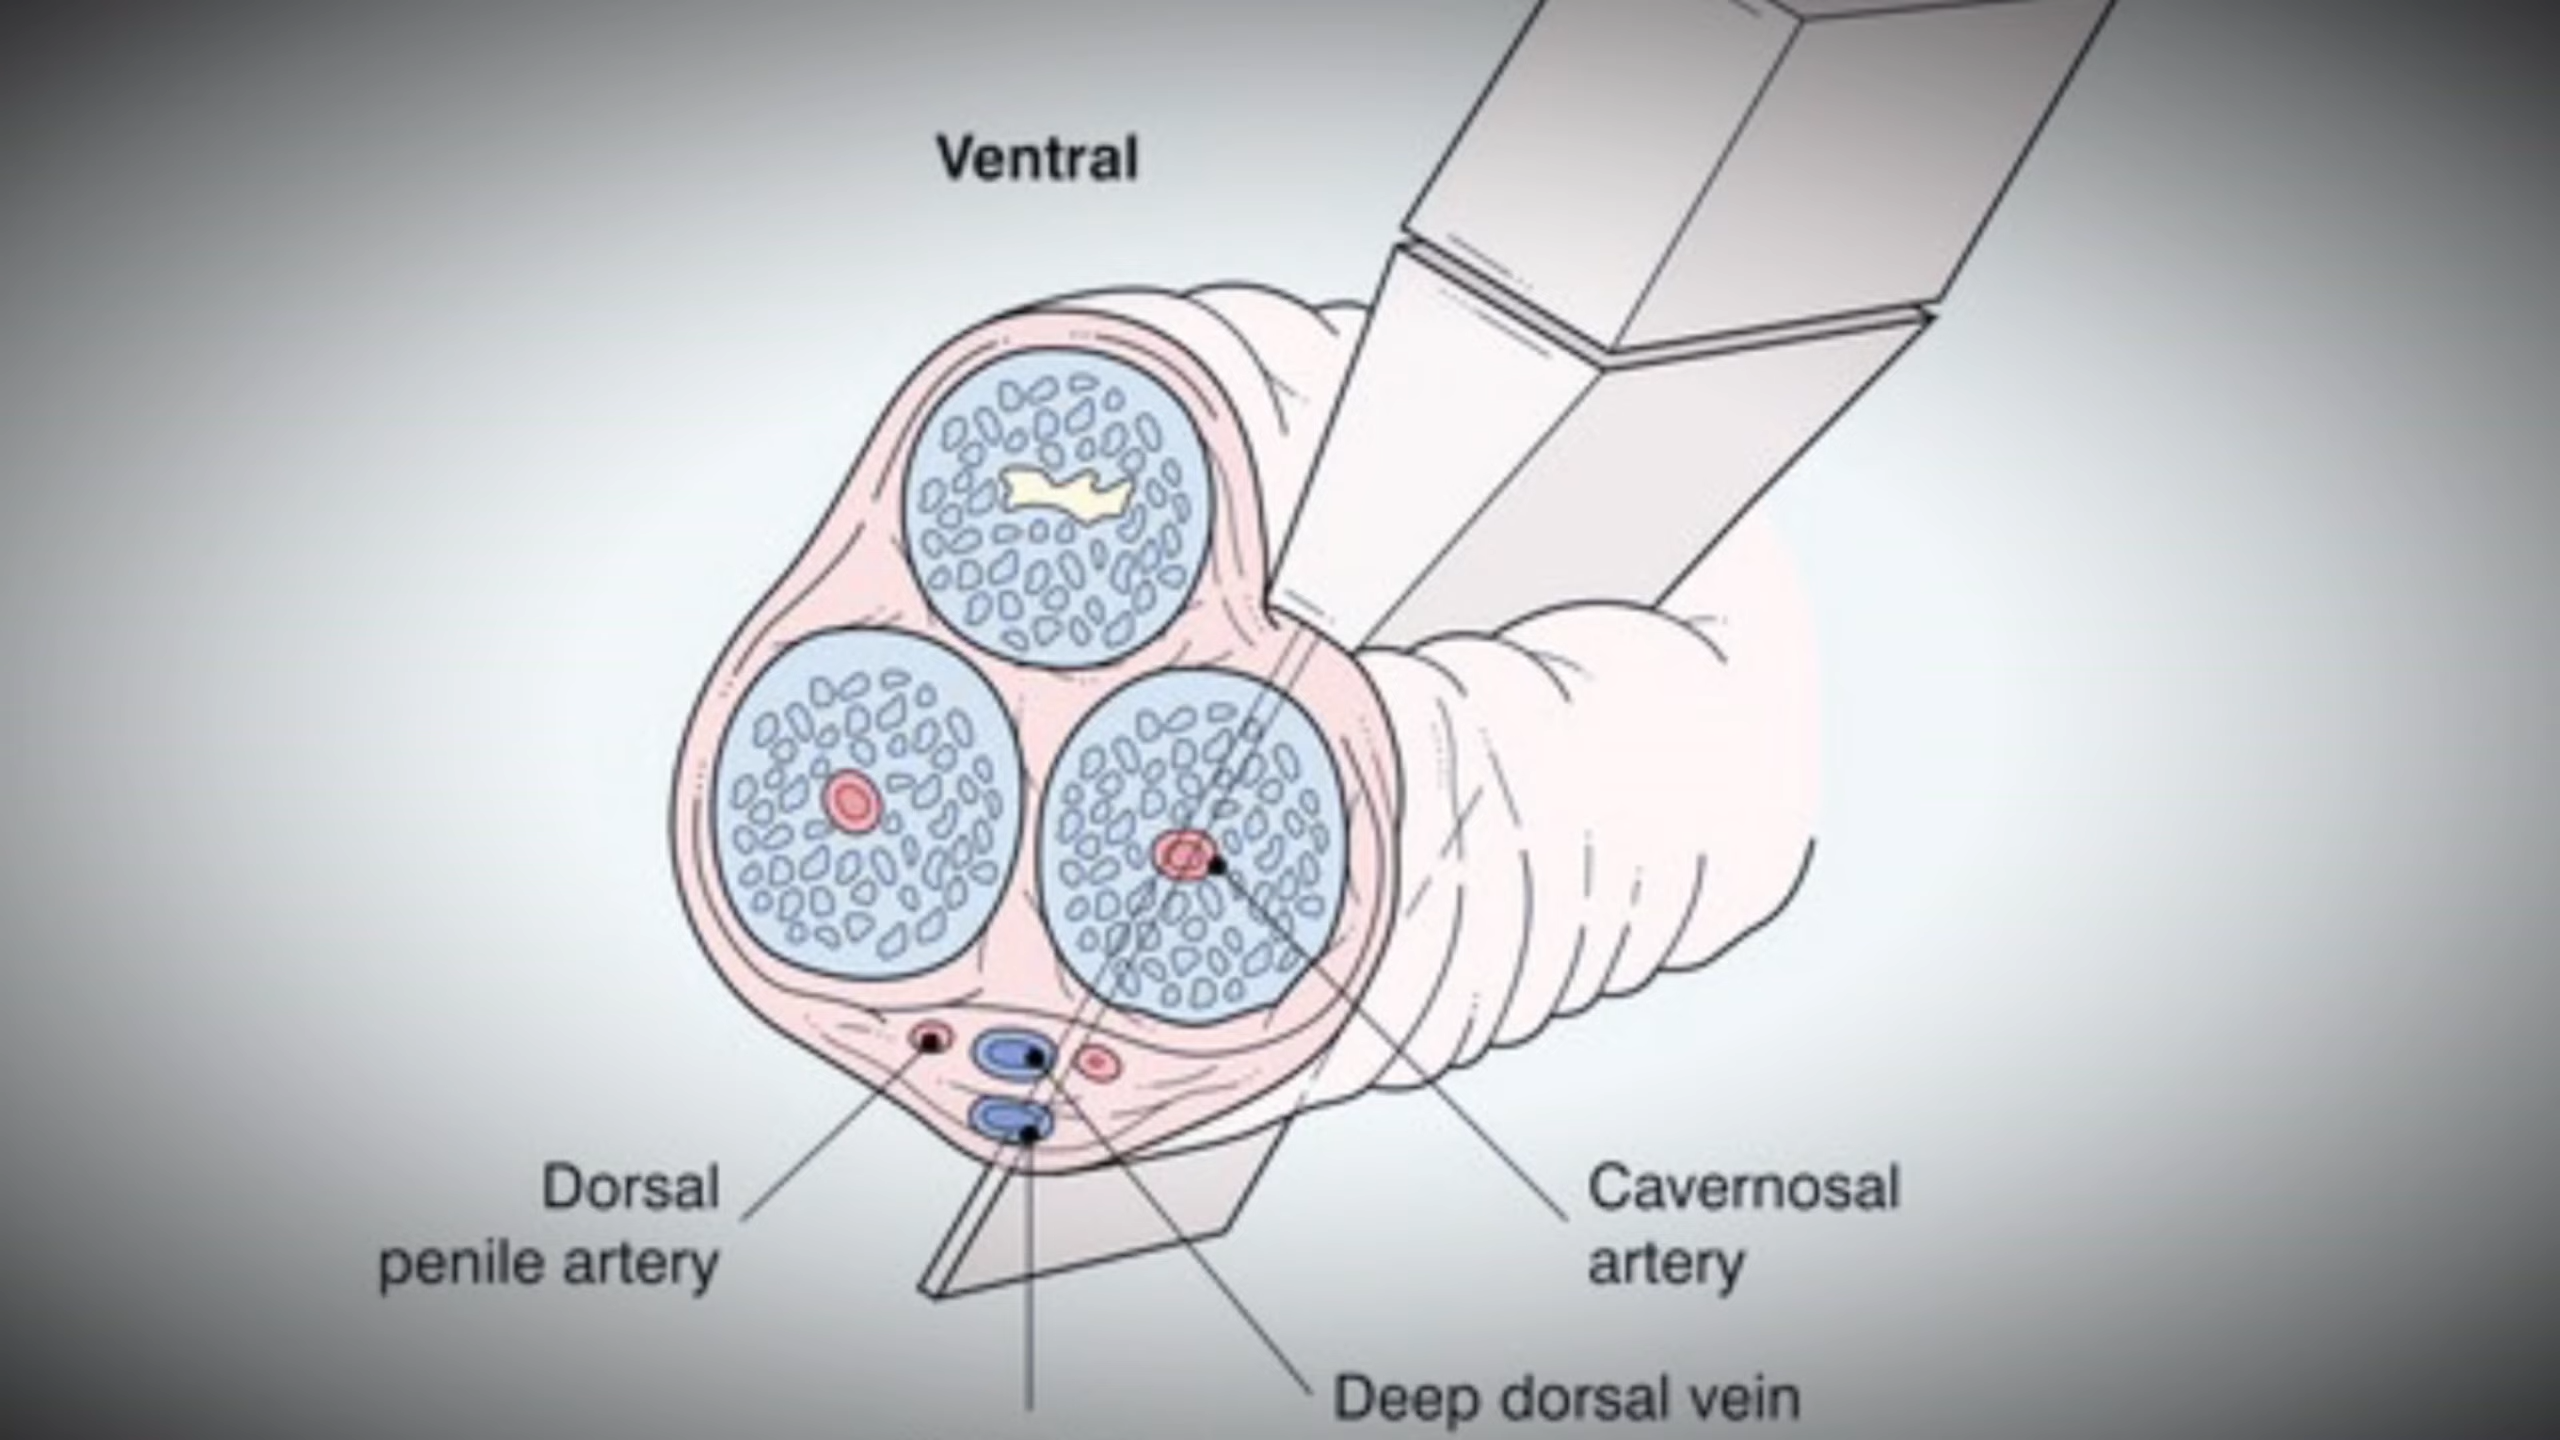 Ventral
Dorsal
penile artery
Cavernosal
artery
Deep dorsal vein